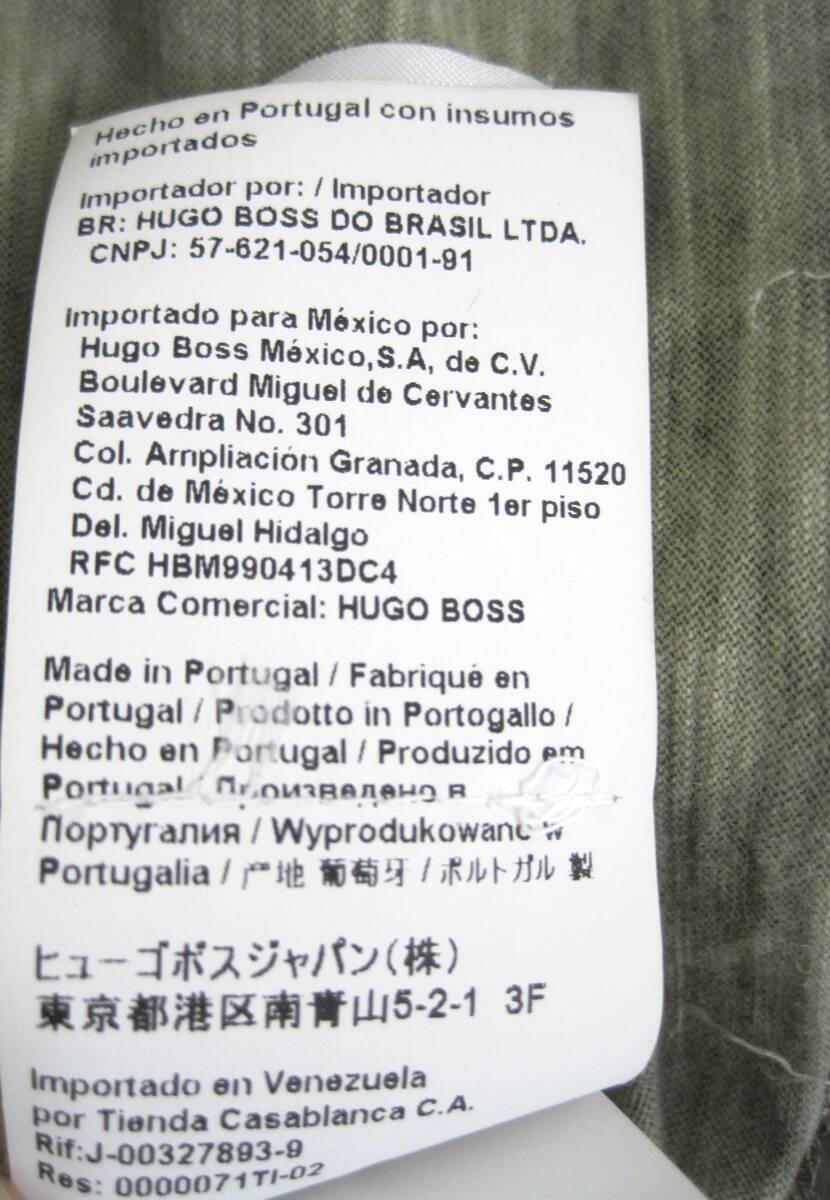 Hecho en Portugal con insumos
importados
Importador por: / Importador
BR: HUGO BOSS DO BRASIL LTDA.
CNPJ: 57-621-054/0001-91
Importado para México por:
Hugo Boss México,S.A, de C.V.
Boulevard Miguel de Cervantes
Saavedra No. 301
Col. Ampliación Granada, C.P. 11520
Cd. de México Torre Norte 1er piso
Del. Miguel Hidalgo
RFC HBM990413DC4
Marca Comercial: HUGO BOSS
Made in Portugal / Fabriqué en
Portugal / Prodotto in Portogallo /
Hecho en Portugal / Produzido em
Portugal Произведено в
Португалия / Wyprodukowane w
Portugalia / 产地 葡萄牙 / ポルトガル 製
ヒューゴボスジャパン(株)
東京都港区南青山5-2-1 3F
Importado en Venezuela
por Tienda Casablanca C.A.
Rif:J-00327893-9
Res: 0000071TI-02